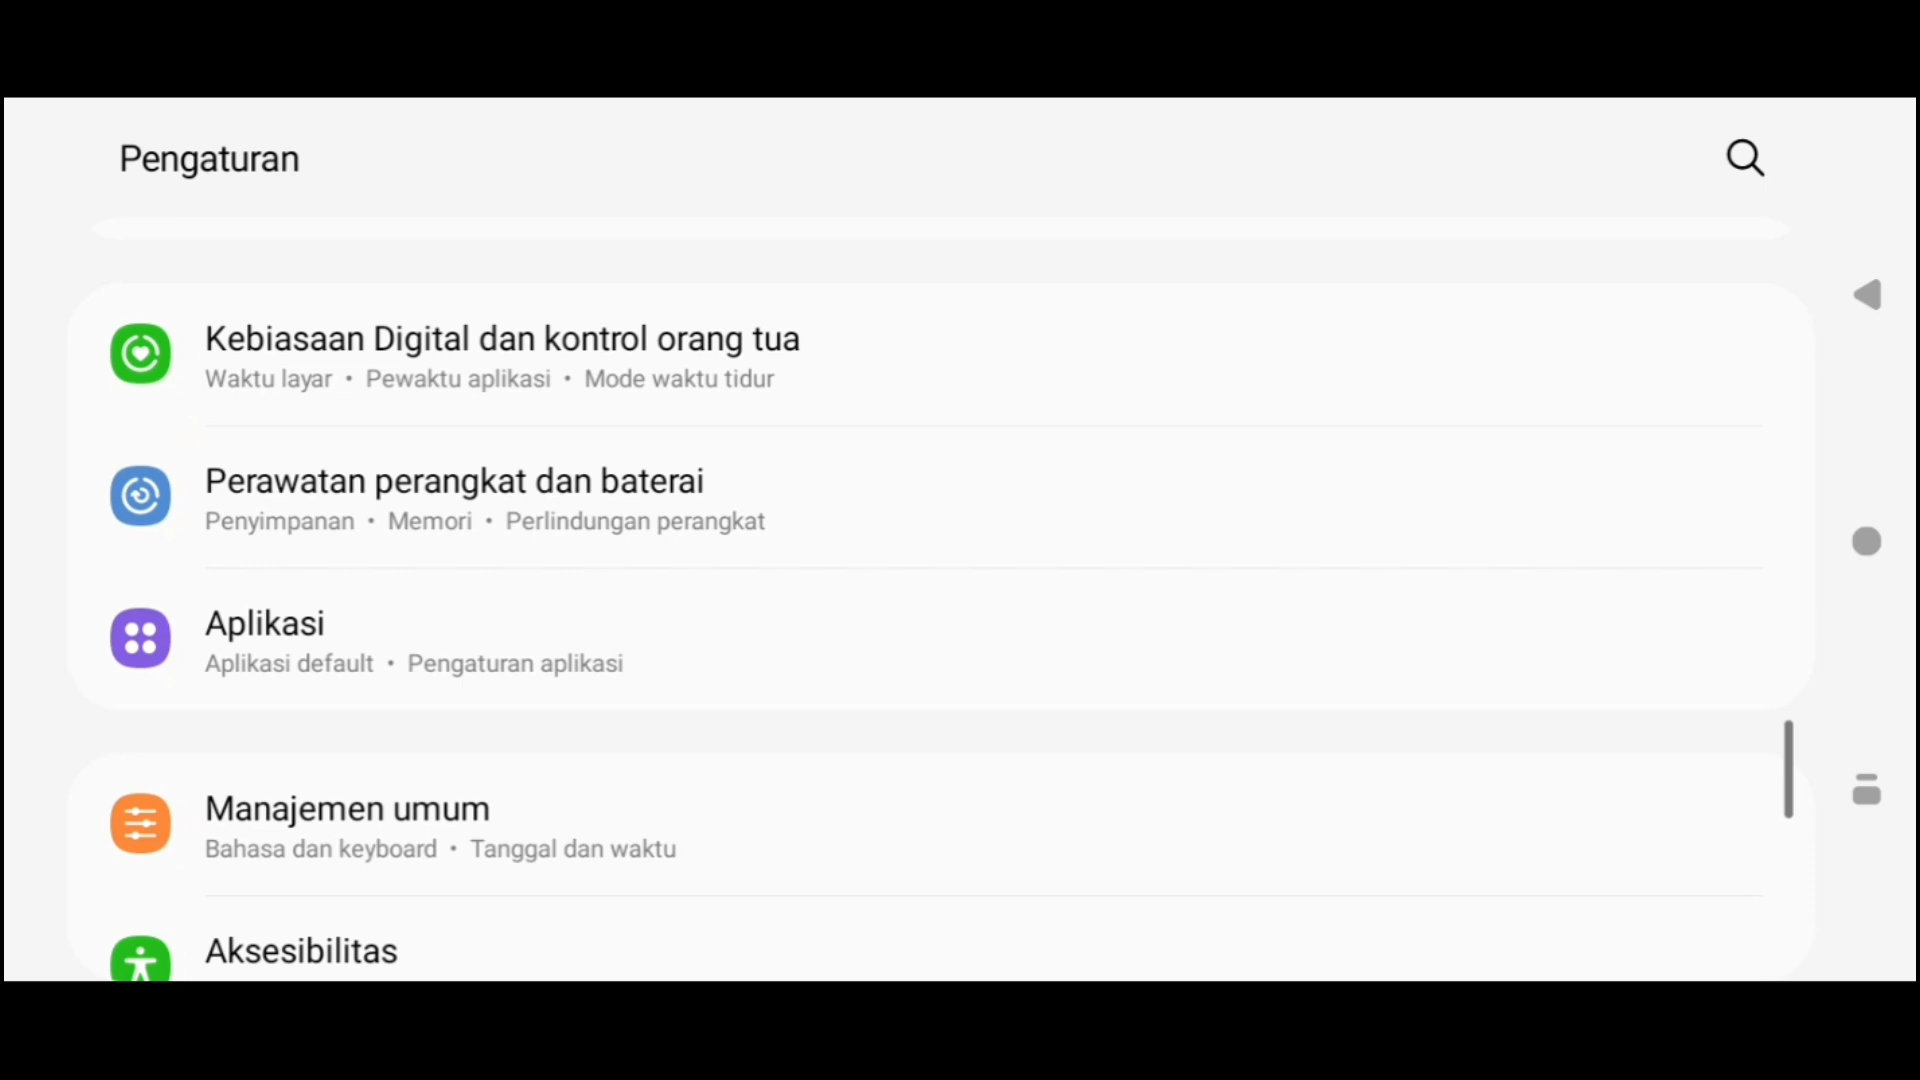 Pengaturan
Kebiasaan Digital dan kontrol orang tua
Waktu layar • Pewaktu aplikasi • Mode waktu tidur
Perawatan perangkat dan baterai
Penyimpanan • Memori • Perlindungan perangkat
Aplikasi
Aplikasi default • Pengaturan aplikasi
Manajemen umum
Bahasa dan keyboard • Tanggal dan waktu
Aksesibilitas